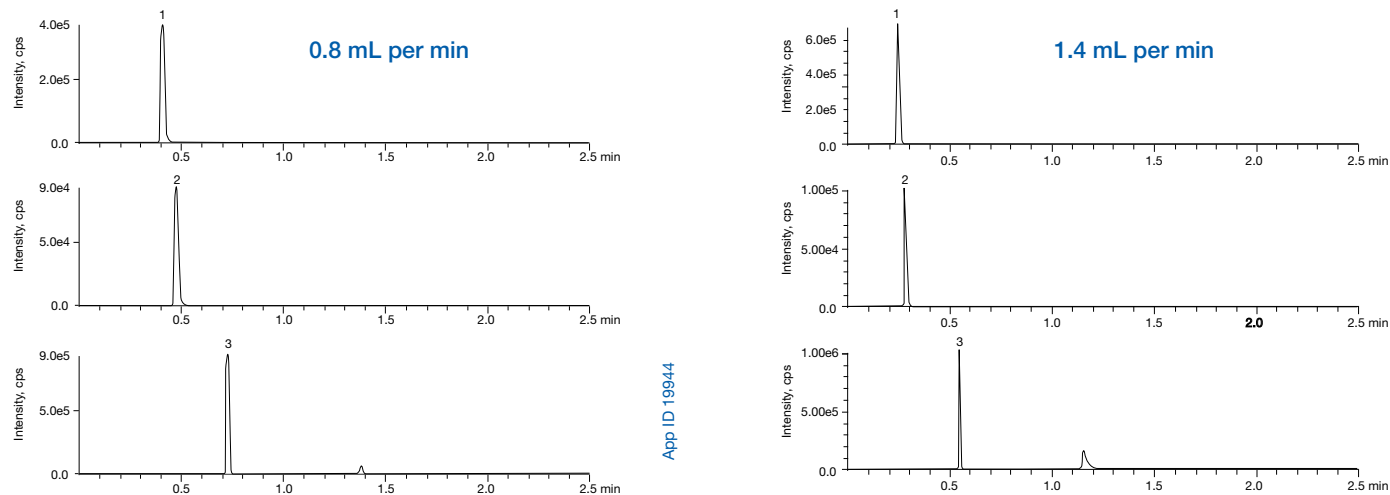 0.8 mL per min
Intensity, cps
4.0e5
2.0e5
0.0
1
0.5 1.0 1.5 2.0 2.5 min
Intensity, cps
9.0e4
5.0e4
0.0
2
0.5 1.0 1.5 2.0 2.5 min
Intensity, cps
9.0e5
5.0e5
0.0
3
0.5 1.0 1.5 2.0 2.5 min
App ID 19944
1.4 mL per min
Intensity, cps
6.0e5
4.0e5
2.0e5
0.0
1
0.5 1.0 1.5 2.0 2.5 min
Intensity, cps
1.00e5
5.00e4
0.0
2
0.5 1.0 1.5 2.0 2.5 min
Intensity, cps
1.00e6
5.00e5
0.0
3
0.5 1.0 1.5 2.0 2.5 min